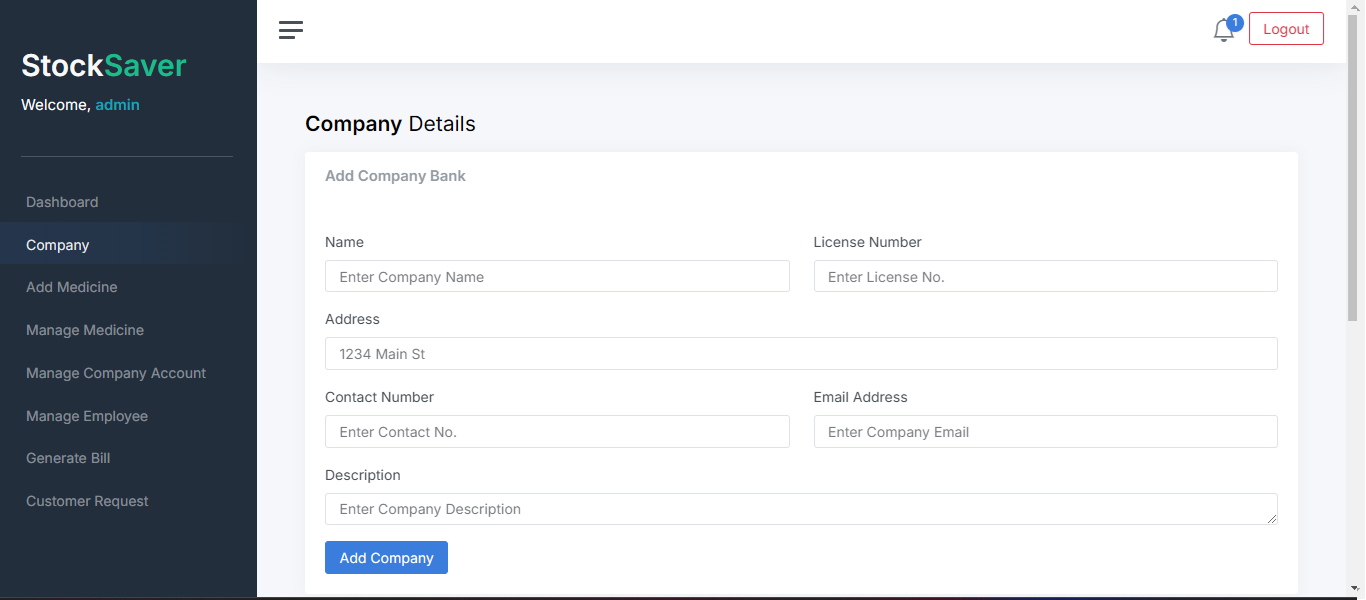 StockSaver
Welcome, admin
Dashboard
Company
Add Medicine
Manage Medicine
Manage Company Account
Manage Employee
Generate Bill
Customer Request
1
Logout
Company Details
Add Company Bank
Name
License Number
Enter Company Name
Enter License No.
Address
1234 Main St
Contact Number
Email Address
Enter Contact No.
Enter Company Email
Description
Enter Company Description
Add Company